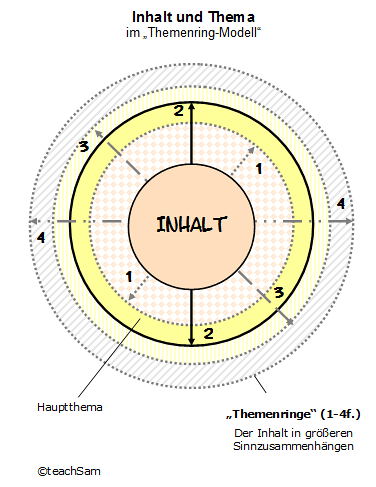 Inhalt und Thema
im „Themenring-Modell“
2
3
1
4
INHALT
4
1
3
2
Hauptthema
„Themenringe“ (1-4f.)
Der Inhalt in größeren
Sinnzusammenhängen
©teachSam